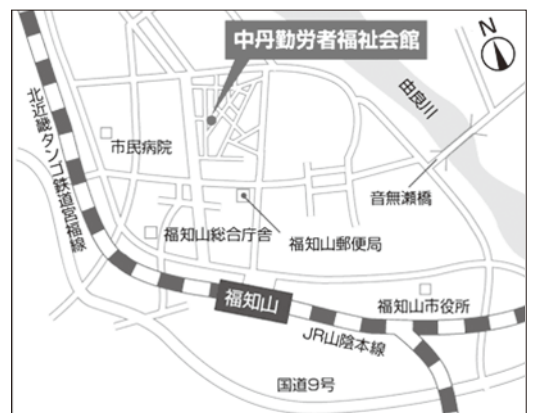 中丹勤労者福祉会館
N
由良川
北近畿タンゴ鉄道宮福線
市民病院
音無瀬橋
福知山総合庁舎
福知山郵便局
福知山
福知山市役所
JR山陰本線
国道9号